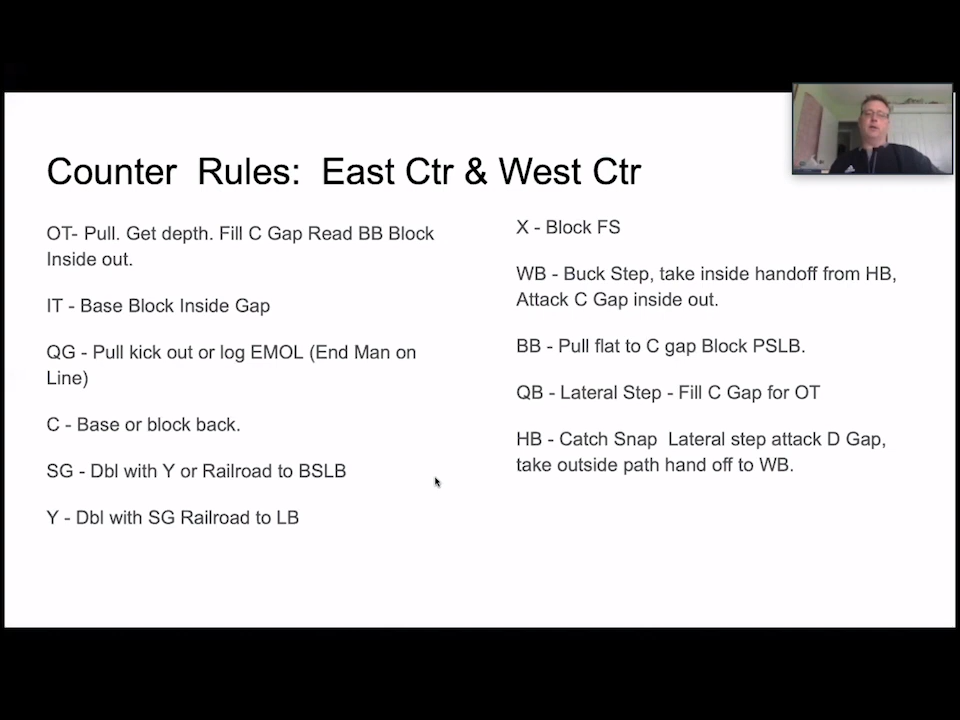 Counter Rules: East Ctr & West Ctr
OT- Pull. Get depth. Fill C Gap Read BB Block
Inside out.
IT - Base Block Inside Gap
QG - Pull kick out or log EMOL (End Man on
Line)
C - Base or block back.
SG - Dbl with Y or Railroad to BSLB
Y - Dbl with SG Railroad to LB
X - Block FS
WB - Buck Step, take inside handoff from HB,
Attack C Gap inside out.
BB - Pull flat to C gap Block PSLB.
QB - Lateral Step - Fill C Gap for OT
HB - Catch Snap Lateral step attack D Gap,
take outside path hand off to WB.